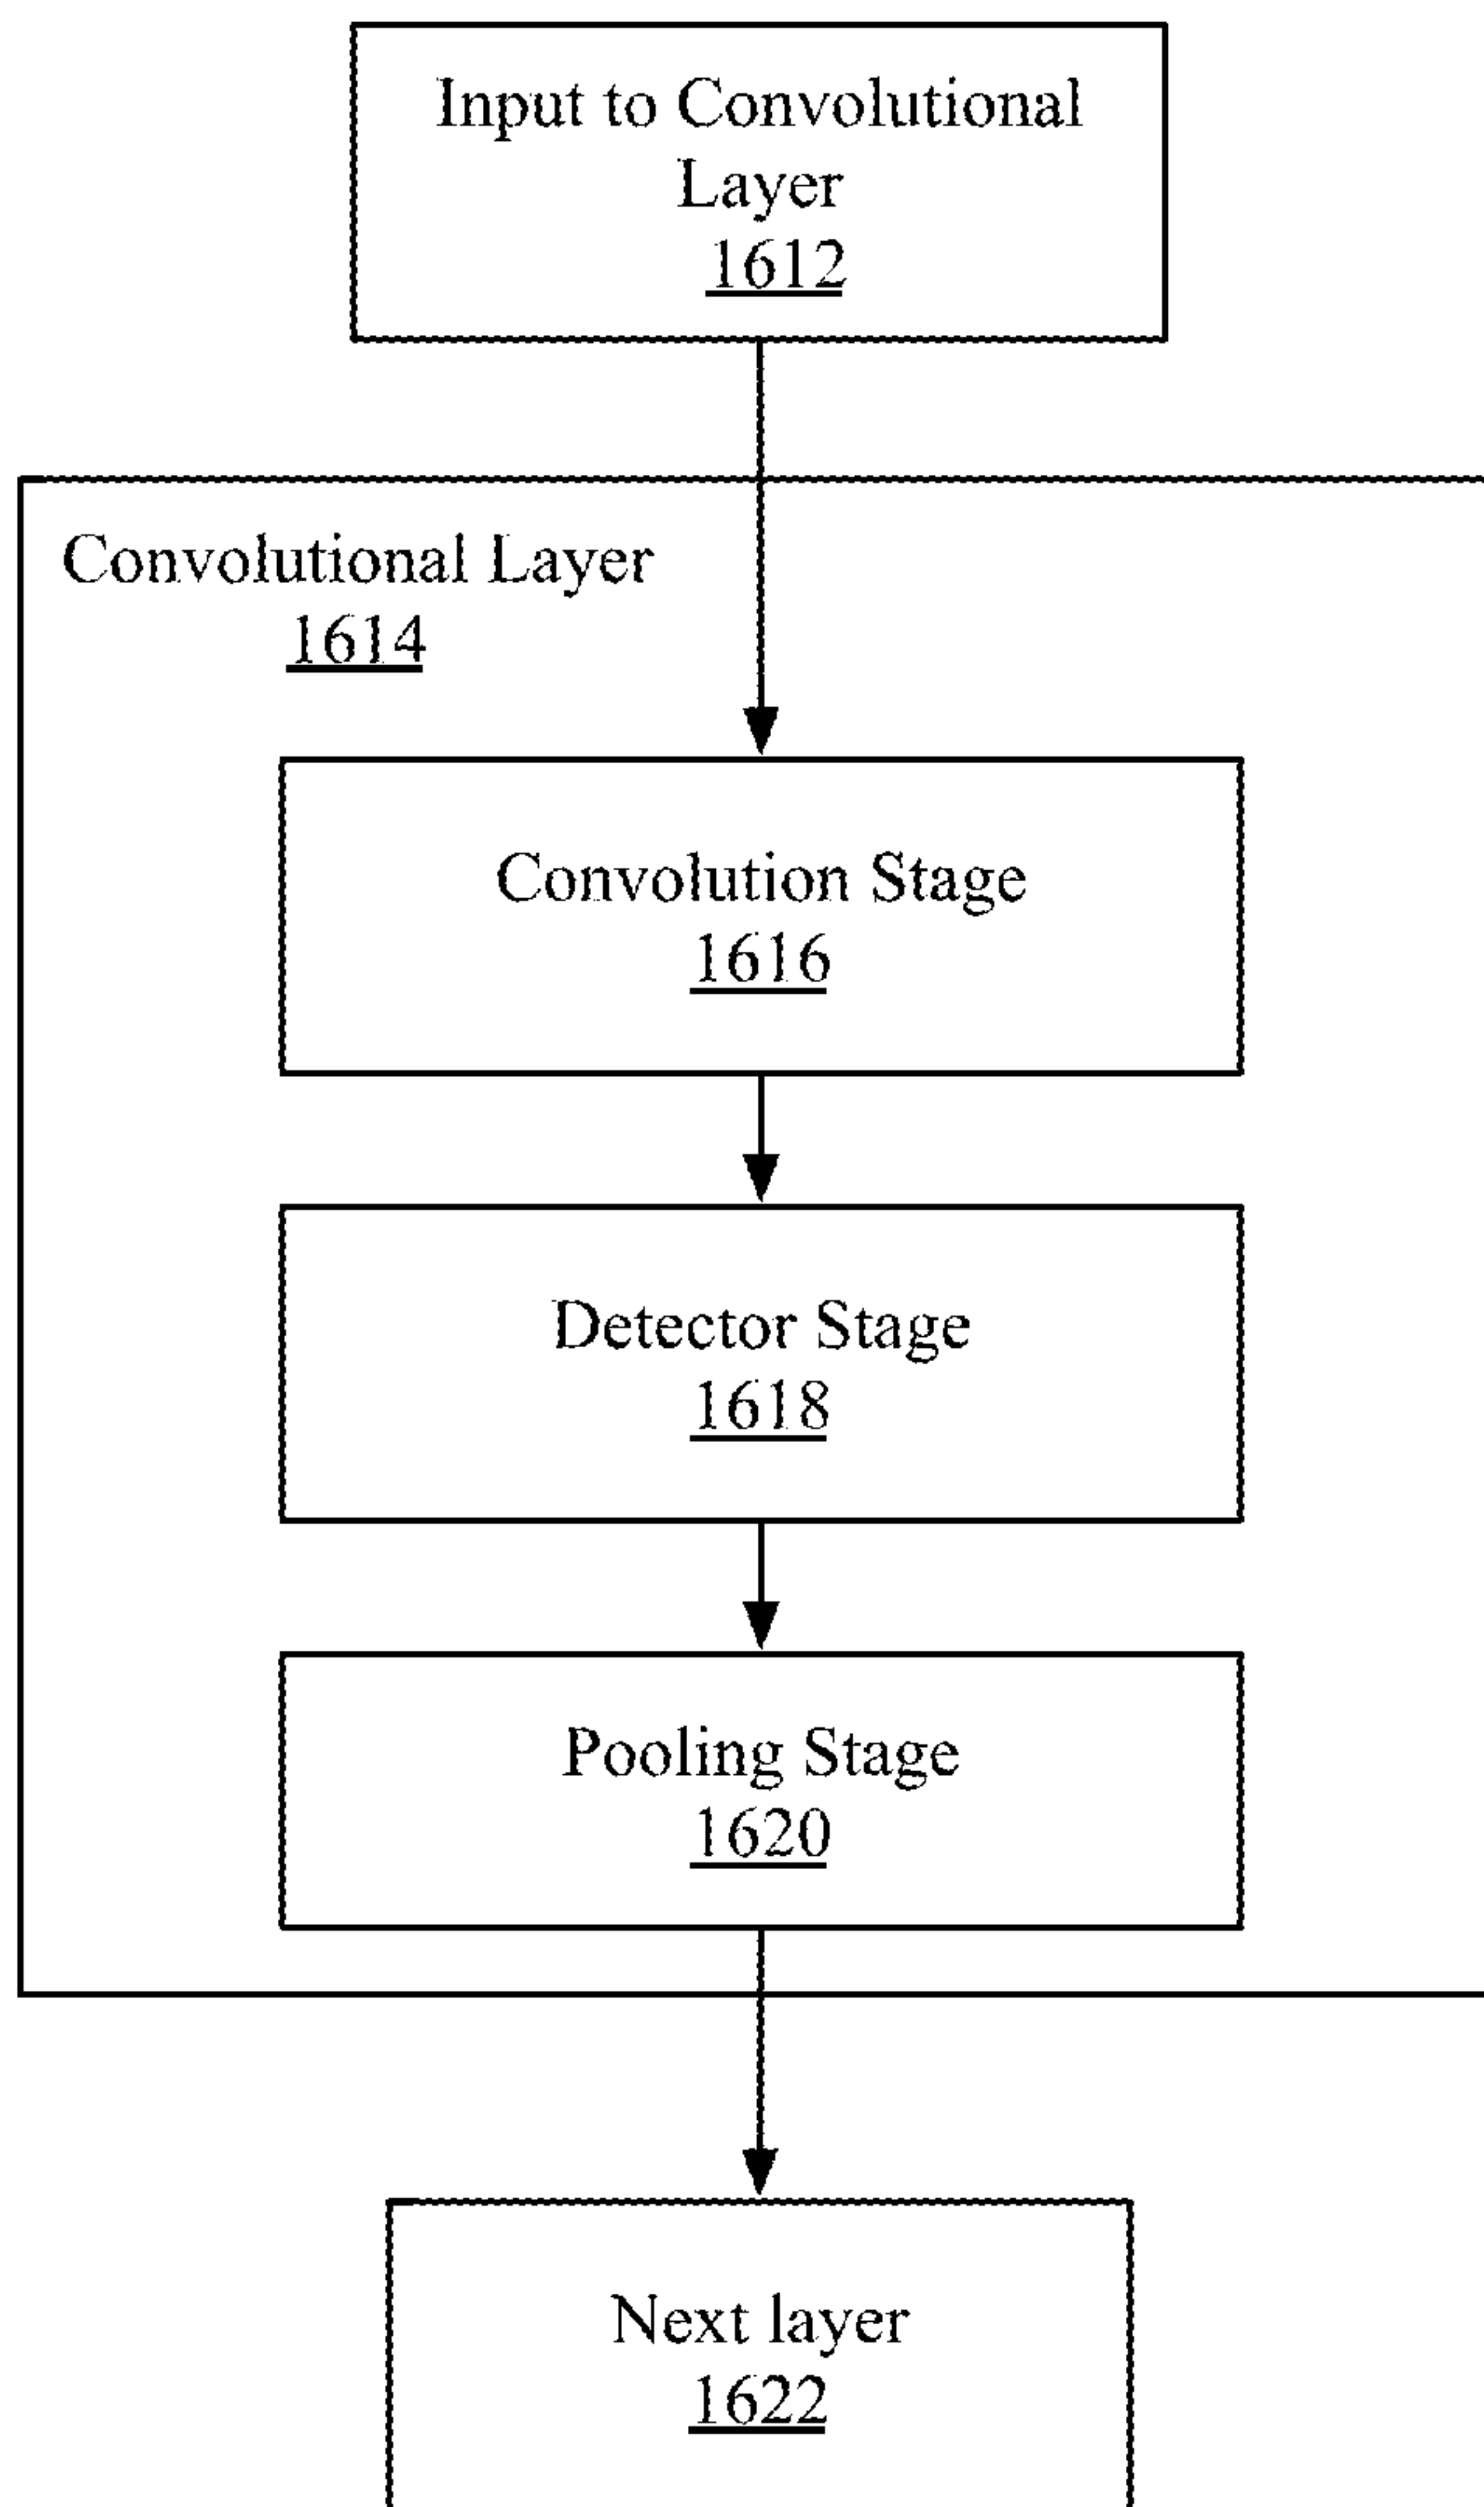 Input to Convolutional
Layer
1612
Convolutional Layer
1614
Convolution Stage
1616
Detector Stage
1618
Pooling Stage
1620
Next layer
1622